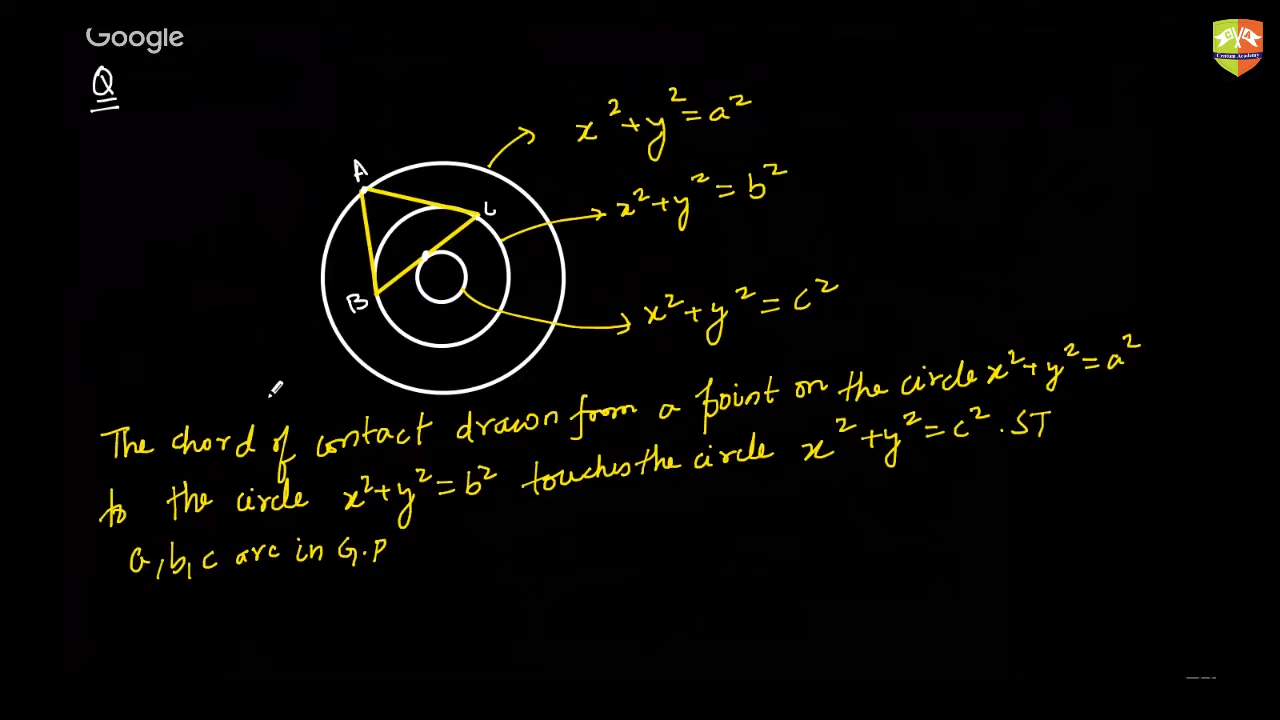 Google
Q
x²+y²=a²
A
x²+y²=b²
C
B
x²+y²=c²
The chord of contact drawn from a point on the circle x²+y²=a²
to the circle x²+y²=b² touches the circle x²+y²=c². ST
a,b,c are in G.P
Centum Academy